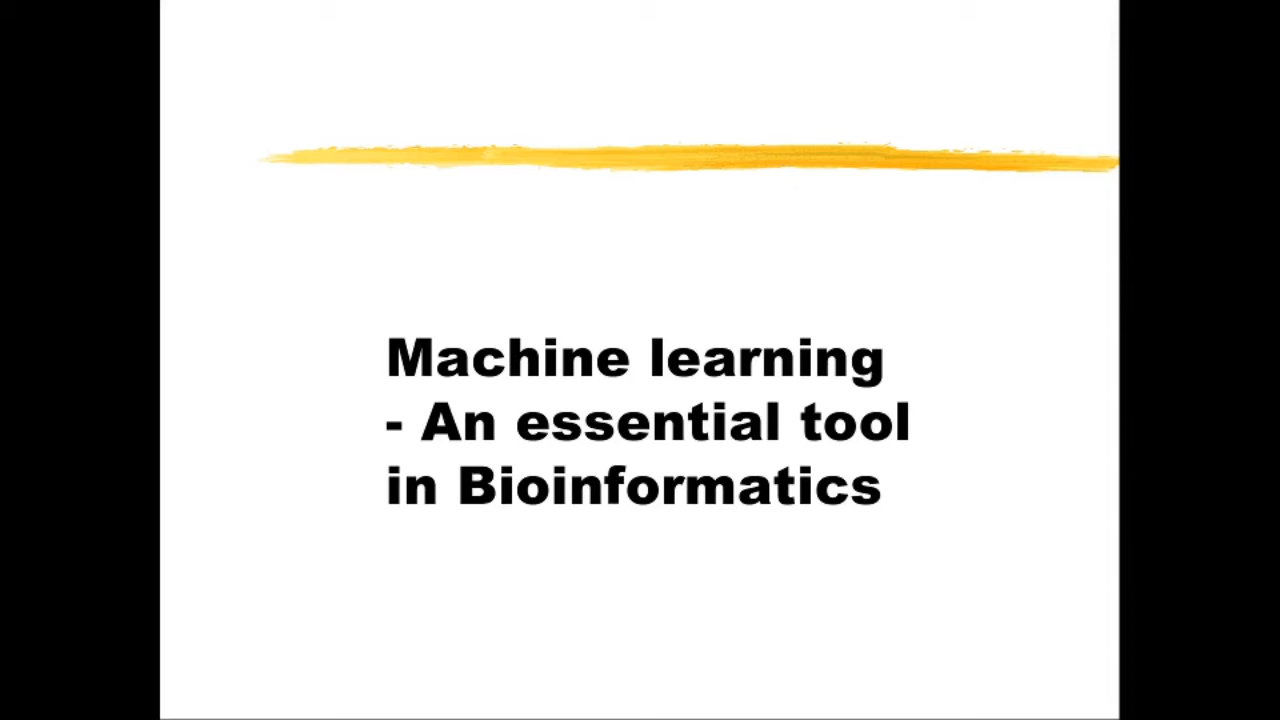 Machine learning
- An essential tool
in Bioinformatics